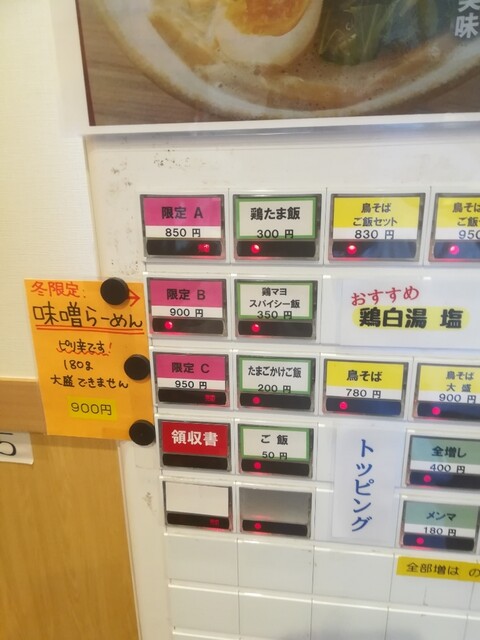 美味
限定 A
850 円
鶏たま飯
300 円
鳥そば
ご飯セット
830 円
鳥そ
ご飯
950
限定 B
900 円
鶏マヨ
スパイシー飯
350 円
おすすめ
鶏白湯 塩
限定 C
950 円
たまごかけご飯
200 円
鳥そば
780 円
鳥そば
大 盛
900 円
領収書
ご 飯
50 円
トッピング
全増し
400 円
メンマ
180 円
全部増は の
冬限定.
味噌らーめん
ピリ辛です!
180g
大盛できません
900円